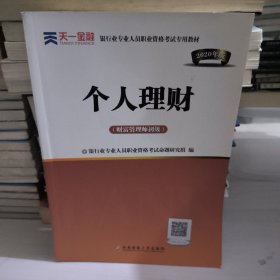 天一金融
TIANYI FINANCE
银行业专业人员职业资格考试专用教材
2020年
个人理财
(财富管理师初级)
银行业专业人员职业资格考试命题研究组 编